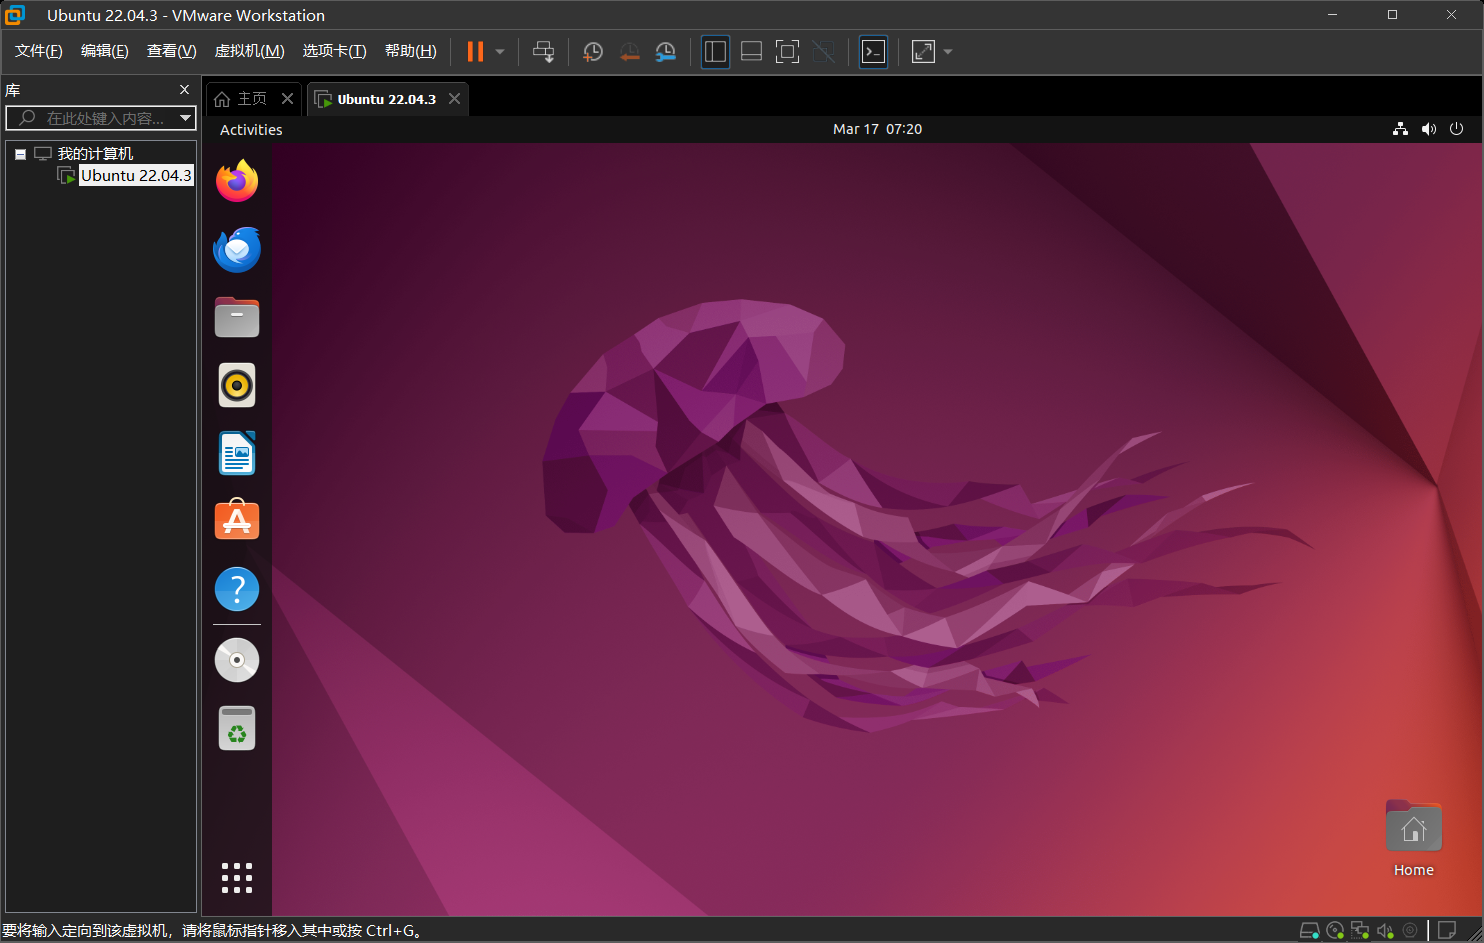 Ubuntu 22.04.3 - VMware Workstation
文件(F) 编辑(E) 查看(V) 虚拟机(M) 选项卡(T) 帮助(H)
库
主页
Ubuntu 22.04.3
在此处键入内容...
Activities
Mar 17 07:20
我的计算机
Ubuntu 22.04.3
Home
要将输入定向到该虚拟机，请将鼠标指针移入其中或按 Ctrl+G。